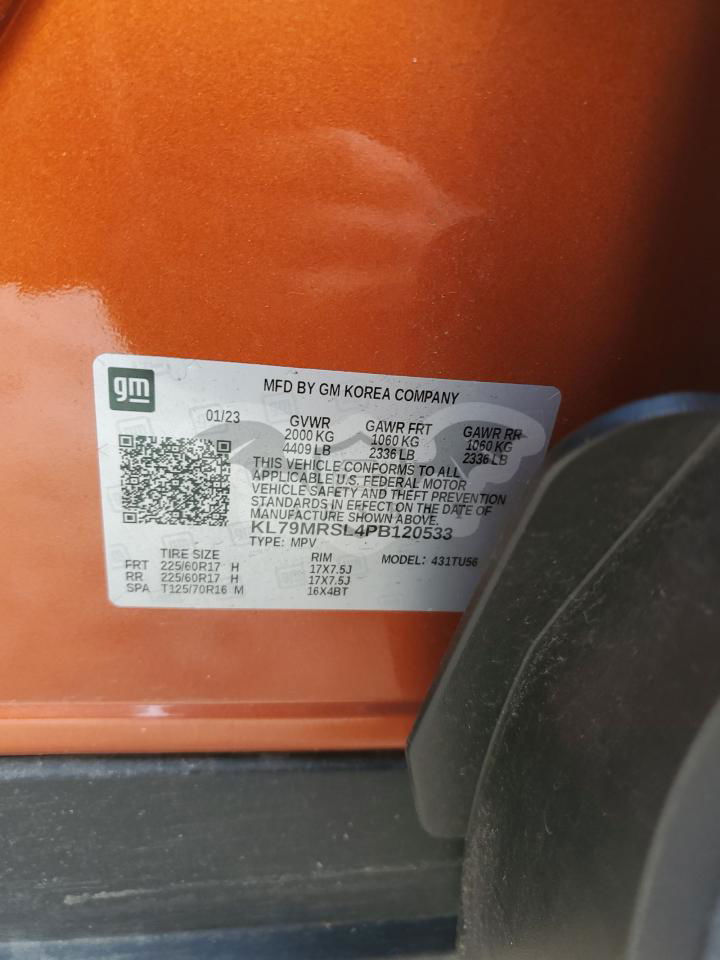 gm
MFD BY GM KOREA COMPANY
01/23
GVWR GAWR FRT GAWR RR
2000 KG 1060 KG 1060 KG
4409 LB 2336 LB 2336 LB
THIS VEHICLE CONFORMS TO ALL
APPLICABLE U.S. FEDERAL MOTOR
VEHICLE SAFETY AND THEFT PREVENTION
STANDARDS IN EFFECT ON THE DATE OF
MANUFACTURE SHOWN ABOVE.
KL79MRSL4PB120533
TYPE: MPV MODEL: 431TU56
TIRE SIZE RIM
FRT 225/60R17 H 17X7.5J
RR 225/60R17 H 17X7.5J
SPA T125/70R16 M 16X4BT